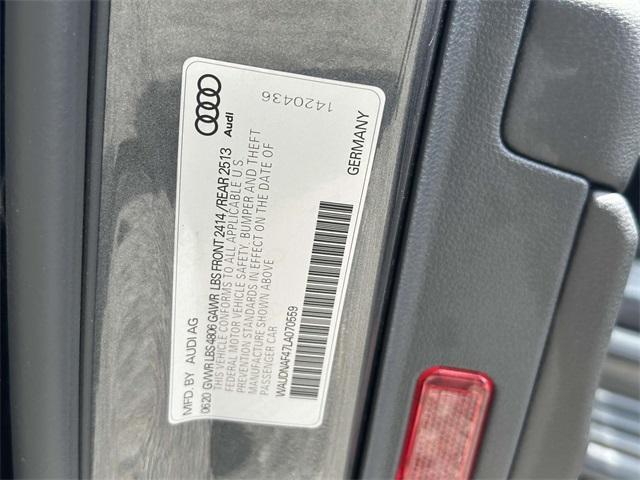 MFD. BY AUDI AG
Audi
06 20 GVWR LBS 4806 GAWR LBS FRONT 2414 / REAR 2513
THIS VEHICLE CONFORMS TO ALL APPLICABLE U S
FEDERAL MOTOR VEHICLE SAFETY, BUMPER AND THEFT
PREVENTION STANDARDS IN EFFECT ON THE DATE OF
MANUFACTURE SHOWN ABOVE
PASSENGER CAR
WAUDNAF47LA070559
1420436
GERMANY